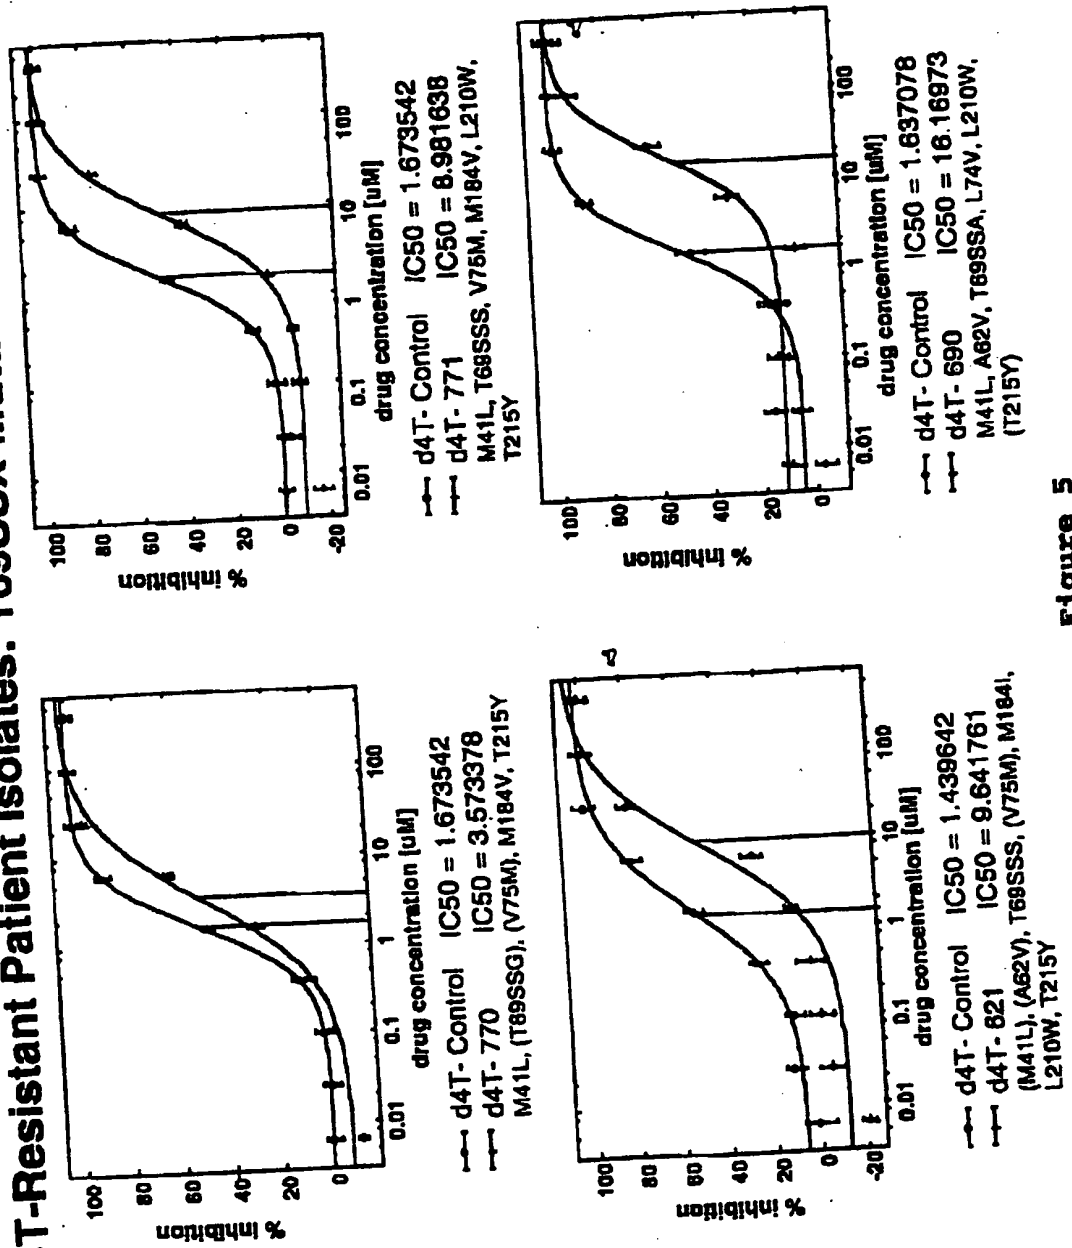 T-Resistant Patient Isolates.
% inhibition
100
80
60
40
20
0
0.01 0.1 1 10 100
drug concentration [uM]
d4T- Control IC50 = 1.673542
d4T- 770 IC50 = 3.573378
M41L, (T69SSG), (V75M), M184V, T215Y
% inhibition
100
80
60
40
20
0
-20
0.01 0.1 1 10 100
drug concentration [uM]
d4T- Control IC50 = 1.673542
d4T- 771 IC50 = 8.981638
M41L, T69SSS, V75M, M184V, L210W,
T215Y
% inhibition
100
80
60
40
20
0
-20
0.01 0.1 1 10 100
drug concentration [uM]
d4T- Control IC50 = 1.439642
d4T- 621 IC50 = 9.641761
(M41L), (A62V), T69SSS, (V75M), M184I,
L210W, T215Y
% inhibition
100
80
60
40
20
0
0.01 0.1 1 10 100
drug concentration [uM]
d4T- Control IC50 = 1.637078
d4T- 690 IC50 = 16.16973
M41L, A62V, T69SSA, L74V, L210W,
(T215Y)
Figure 5